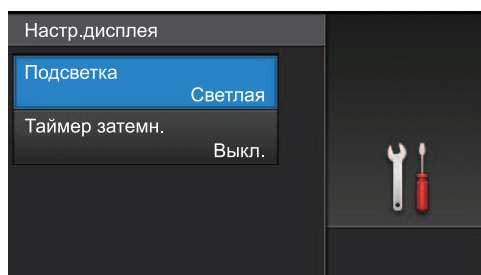 Настр.дисплея
Подсветка
Светлая
Таймер затемн.
Выкл.